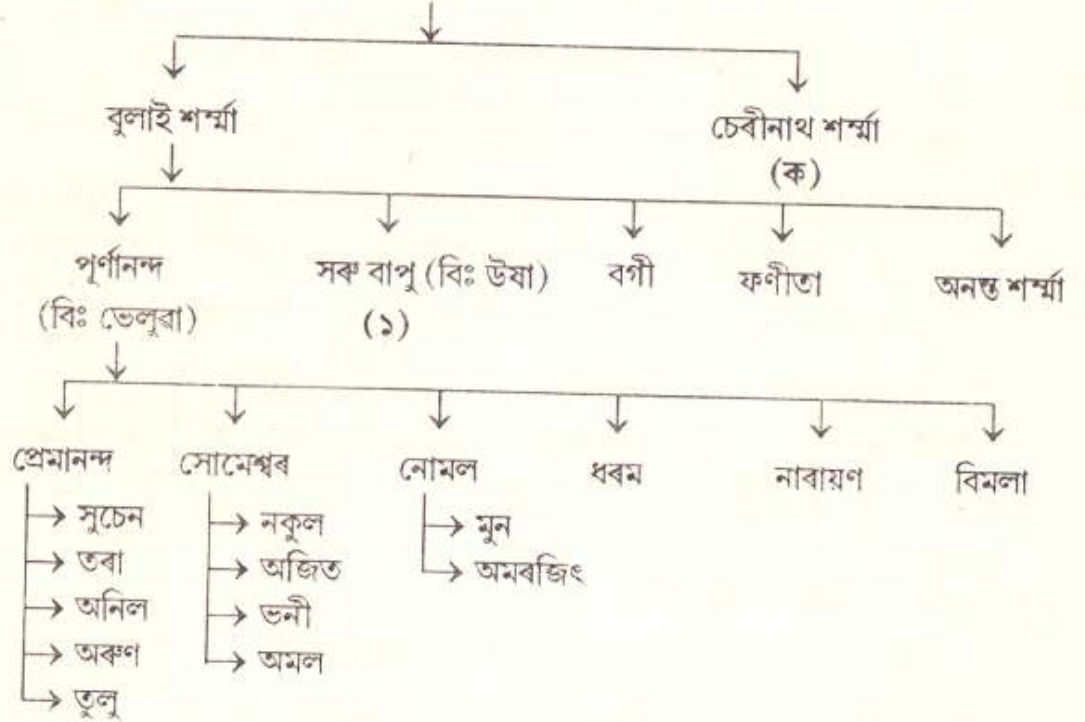 বুলাই শৰ্ম্মা
চেৰীনাথ শৰ্ম্মা
(ক)
পূৰ্ণানন্দ
(বিঃ ভেলুৱা)
সৰু বাপু (বিঃ উষা)
(১)
বগী
ফণীতা
অনন্ত শৰ্ম্মা
প্ৰেমানন্দ
সোমেশ্বৰ
নোমল
ধৰম
নাৰায়ণ
বিমলা
সুচেন
তৰা
অনিল
অৰুণ
তুলু
নকুল
অজিত
ভনী
অমল
মুন
অমৰজিৎ